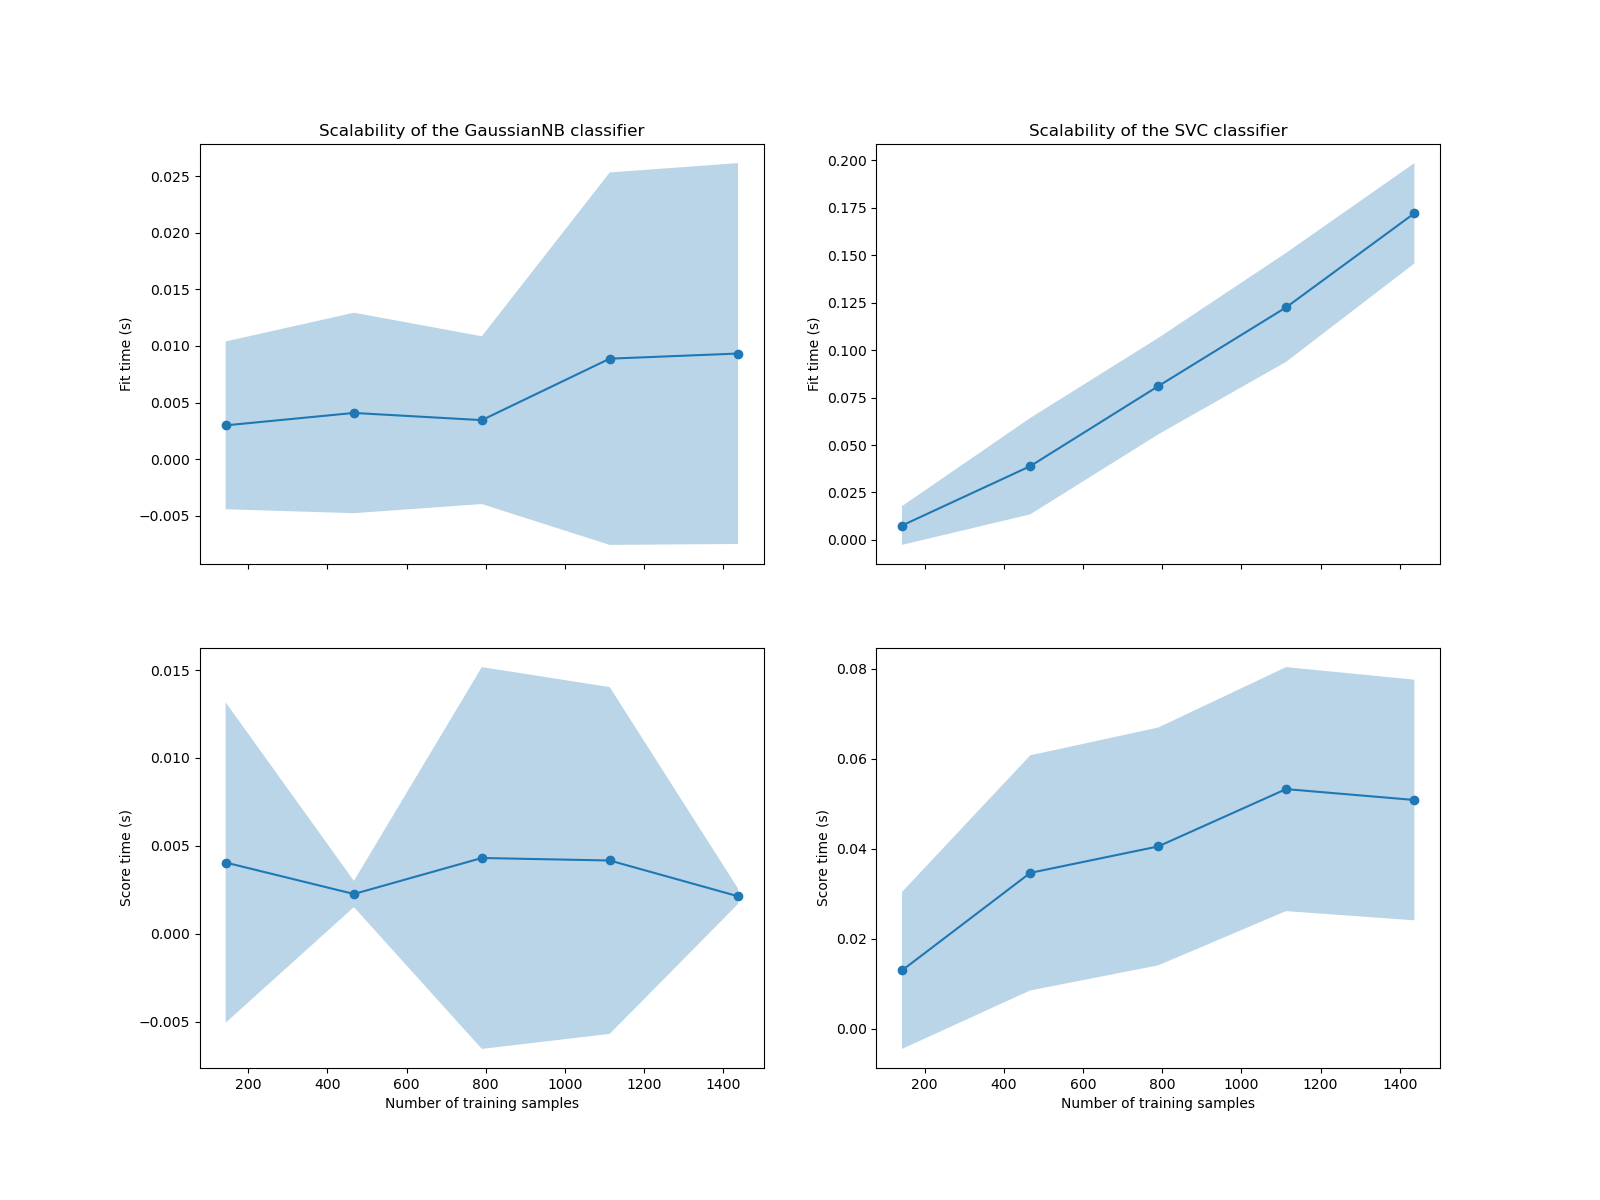 Scalability of the GaussianNB classifier
Fit time (s)
0.025
0.020
0.015
0.010
0.005
0.000
−0.005
Scalability of the SVC classifier
Fit time (s)
0.200
0.175
0.150
0.125
0.100
0.075
0.050
0.025
0.000
Score time (s)
0.015
0.010
0.005
0.000
−0.005
200 400 600 800 1000 1200 1400
Number of training samples
Score time (s)
0.08
0.06
0.04
0.02
0.00
200 400 600 800 1000 1200 1400
Number of training samples